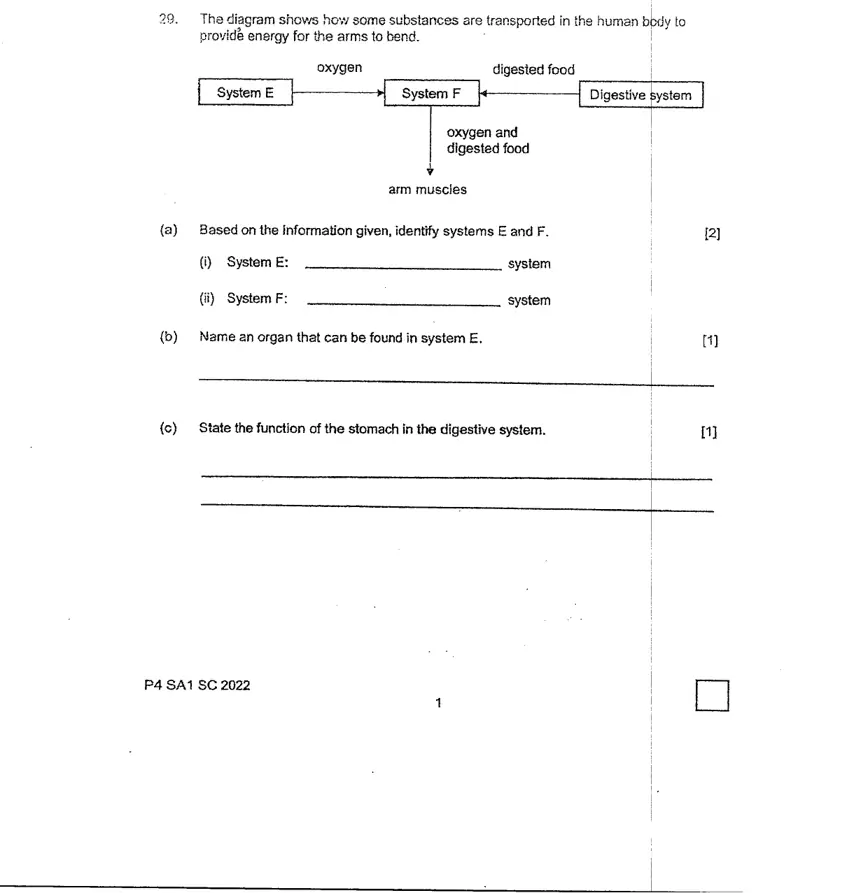 29. The diagram shows how some substances are transported in the human body to
provide energy for the arms to bend.
oxygen
digested food
System E
System F
Digestive system
oxygen and
digested food
arm muscles
(a) Based on the information given, identify systems E and F. [2]
(i) System E: ______________ system
(ii) System F: ______________ system
(b) Name an organ that can be found in system E. [1]
(c) State the function of the stomach in the digestive system. [1]
P4 SA1 SC 2022
1